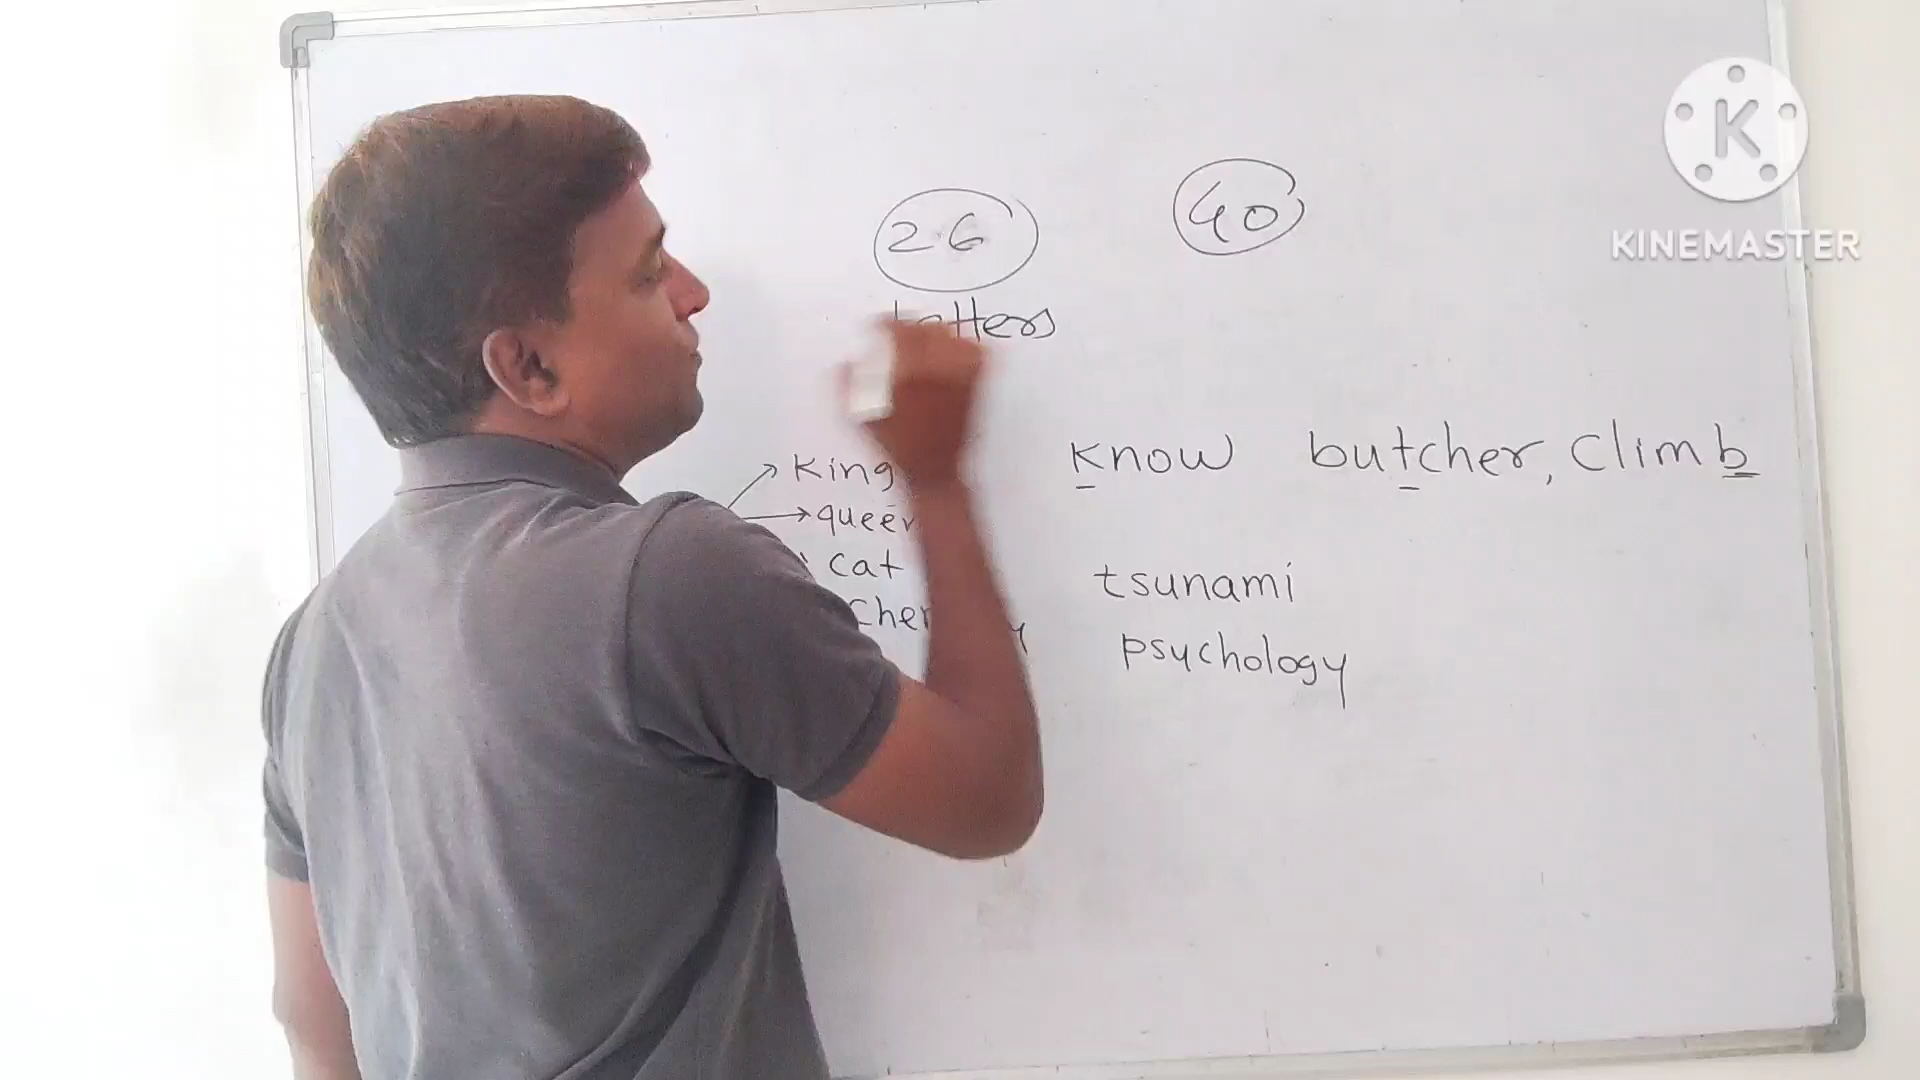 26 40
Letters
King know butcher, climb
queen
cat tsunami
psychology
K
KINEMASTER